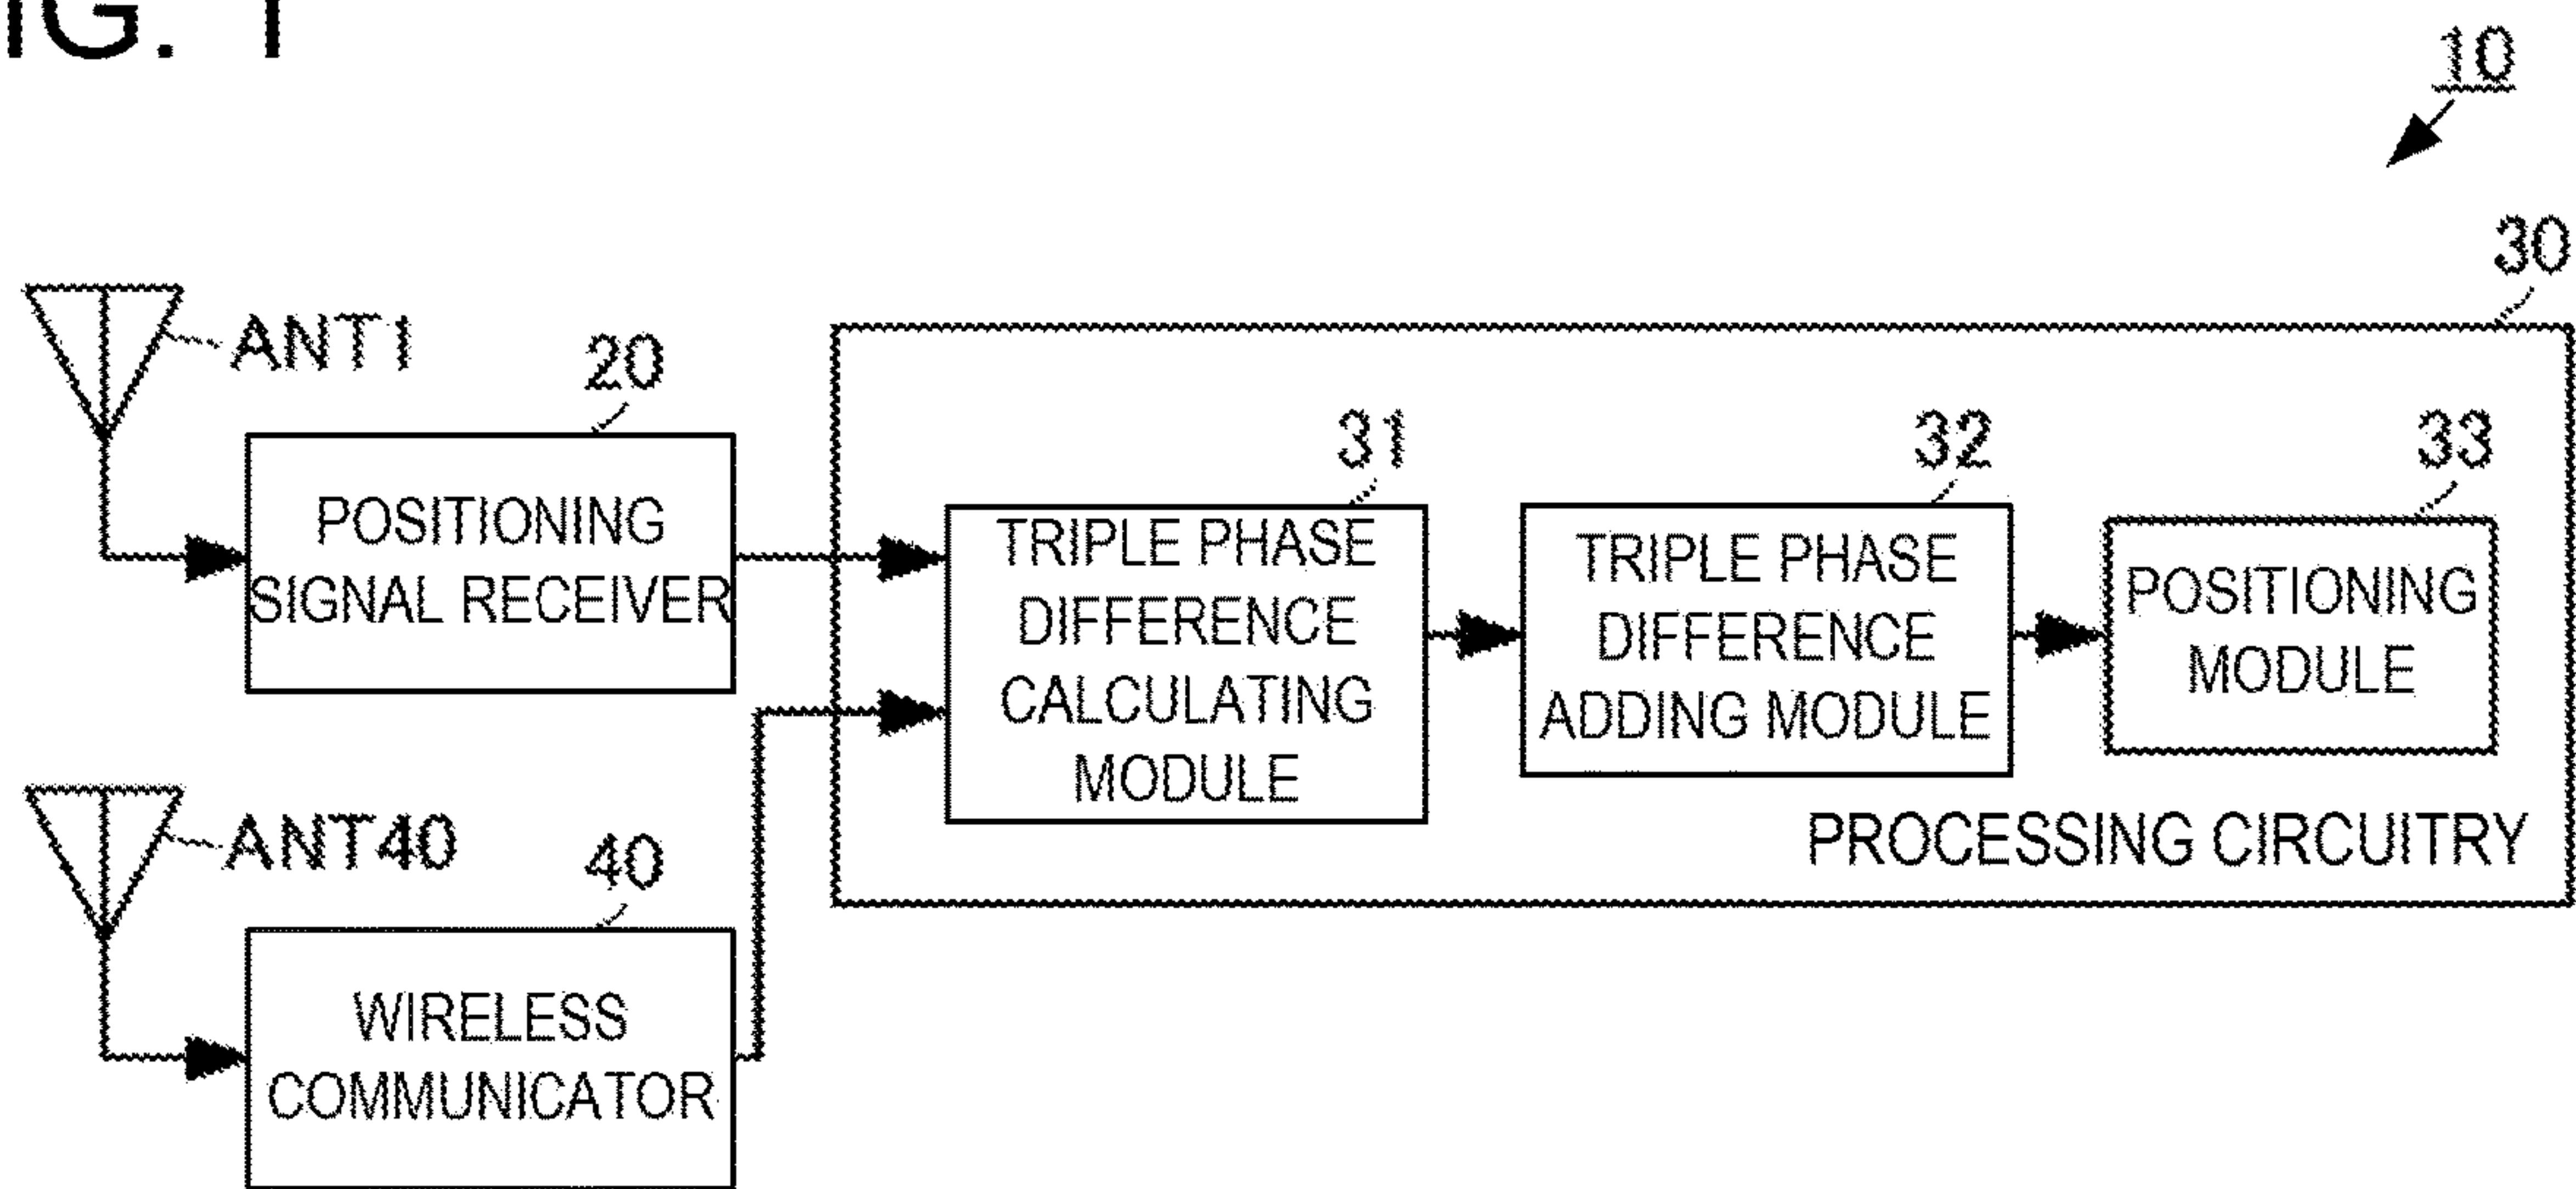 IG. 1
10
30
ANT1
20
POSITIONING
SIGNAL RECEIVER
31
TRIPLE PHASE
DIFFERENCE
CALCULATING
MODULE
32
TRIPLE PHASE
DIFFERENCE
ADDING MODULE
33
POSITIONING
MODULE
PROCESSING CIRCUITRY
ANT40
40
WIRELESS
COMMUNICATOR